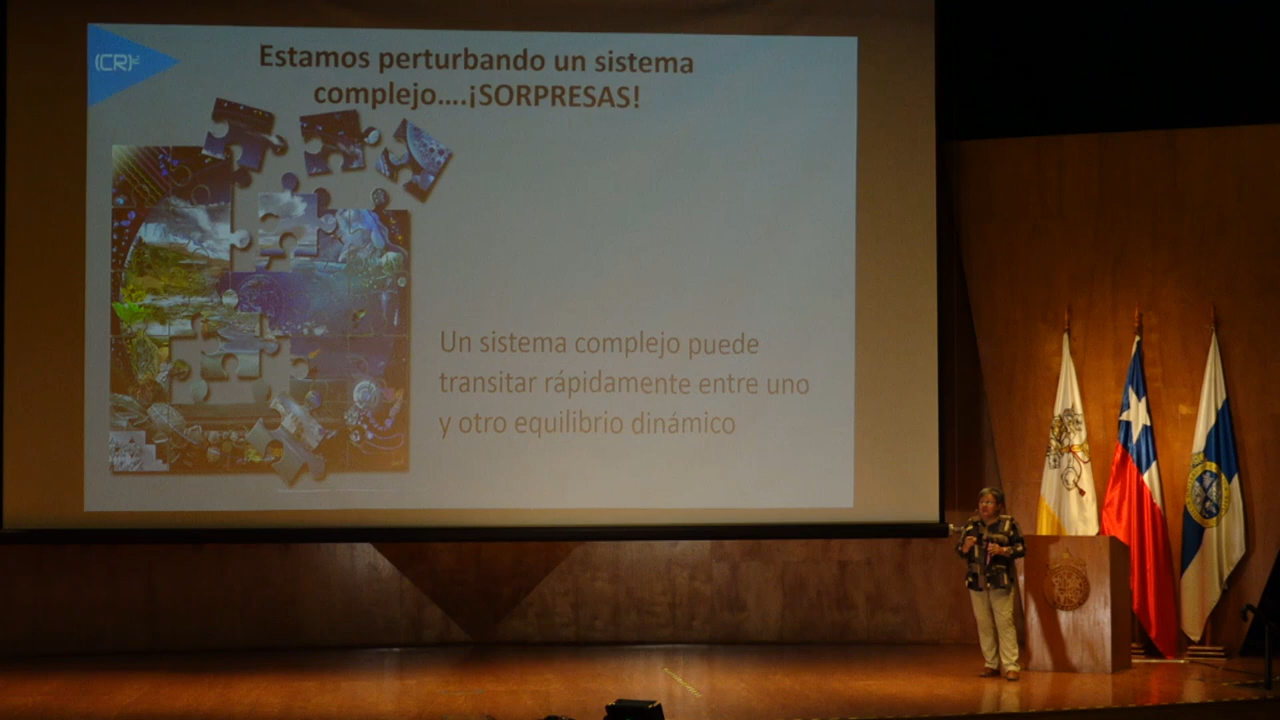 (CR)²
Estamos perturbando un sistema
complejo....¡SORPRESAS!
Un sistema complejo puede
transitar rápidamente entre uno
y otro equilibrio dinámico